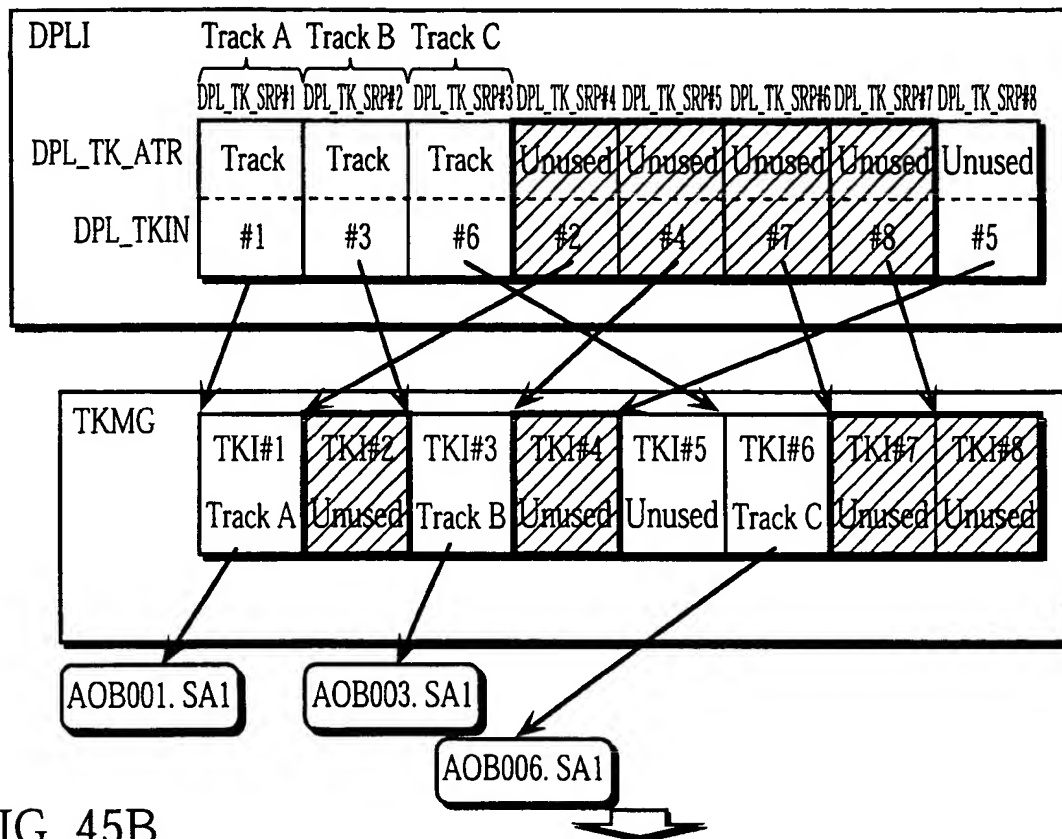 DPLI Track A Track B Track C
DPL_TK_SRP#1 DPL_TK_SRP#2 DPL_TK_SRP#3 DPL_TK_SRP#4 DPL_TK_SRP#5 DPL_TK_SRP#6 DPL_TK_SRP#7 DPL_TK_SRP#8
DPL_TK_ATR Track Track Track Unused Unused Unused Unused Unused
DPL_TKIN #1 #3 #6 #2 #4 #7 #8 #5
TKMG
TKI#1 TKI#2 TKI#3 TKI#4 TKI#5 TKI#6 TKI#7 TKI#8
Track A Unused Track B Unused Unused Track C Unused Unused
AOB001. SA1 AOB003. SA1
AOB006. SA1
IG. 45B